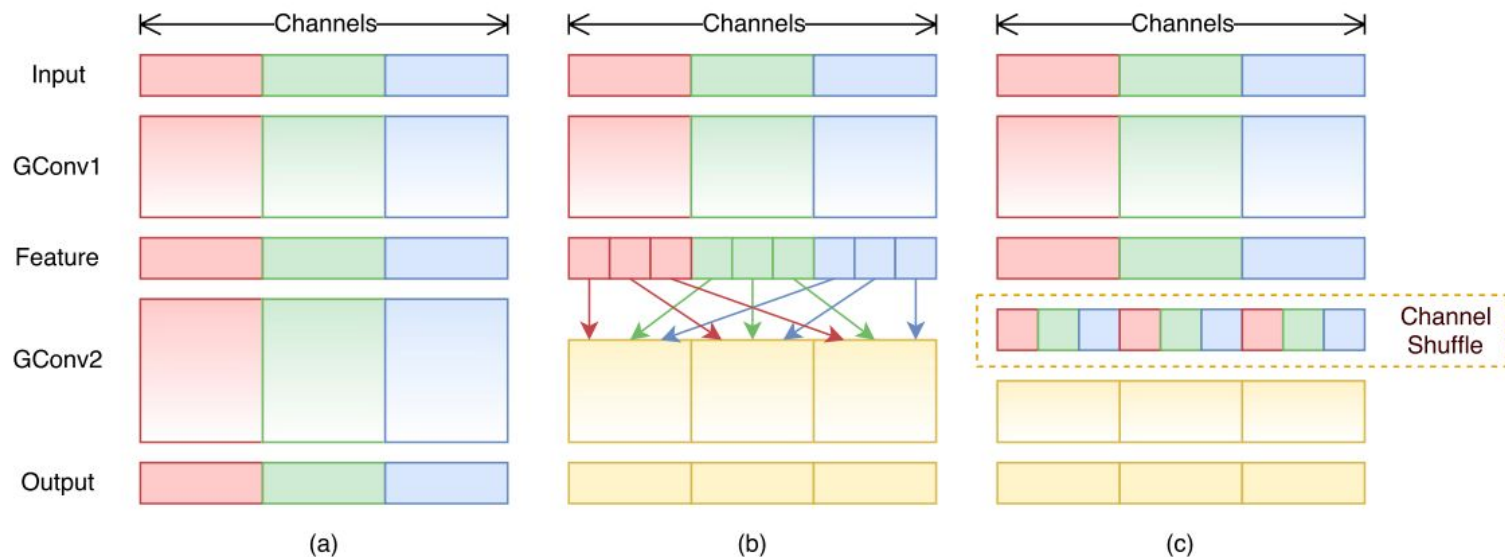 Channels Channels Channels
Input
GConv1
Feature
Channel
Shuffle
GConv2
Output
(a) (b) (c)